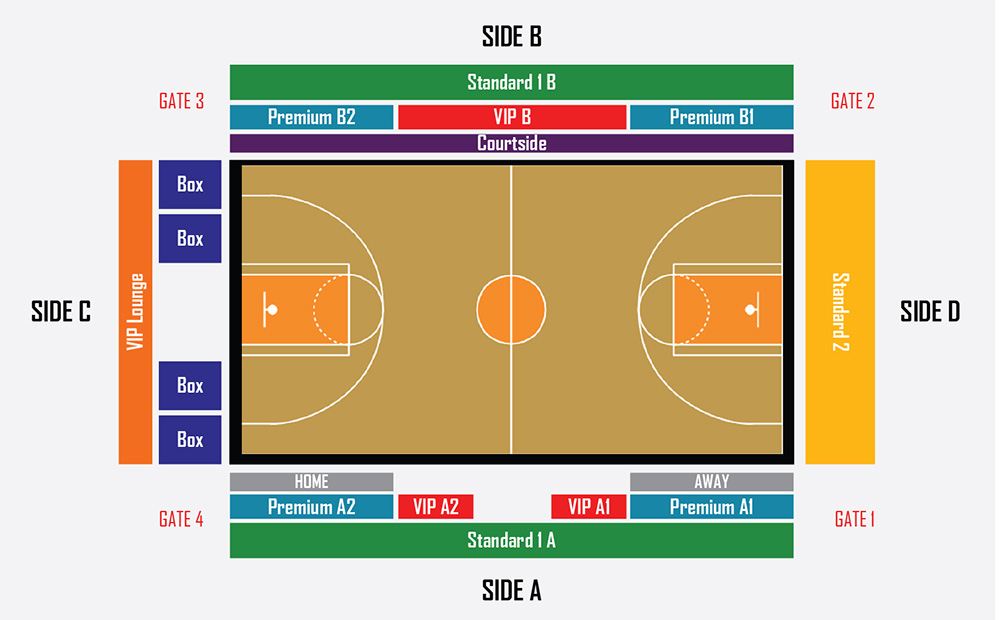 SIDE B
Standard 1 B
GATE 3
GATE 2
Premium B2
VIP B
Premium B1
Courtside
Box
Box
SIDE C
VIP Lounge
Standard 2
SIDE D
Box
Box
HOME
AWAY
Premium A2
VIP A2
VIP A1
Premium A1
GATE 4
GATE 1
Standard 1 A
SIDE A